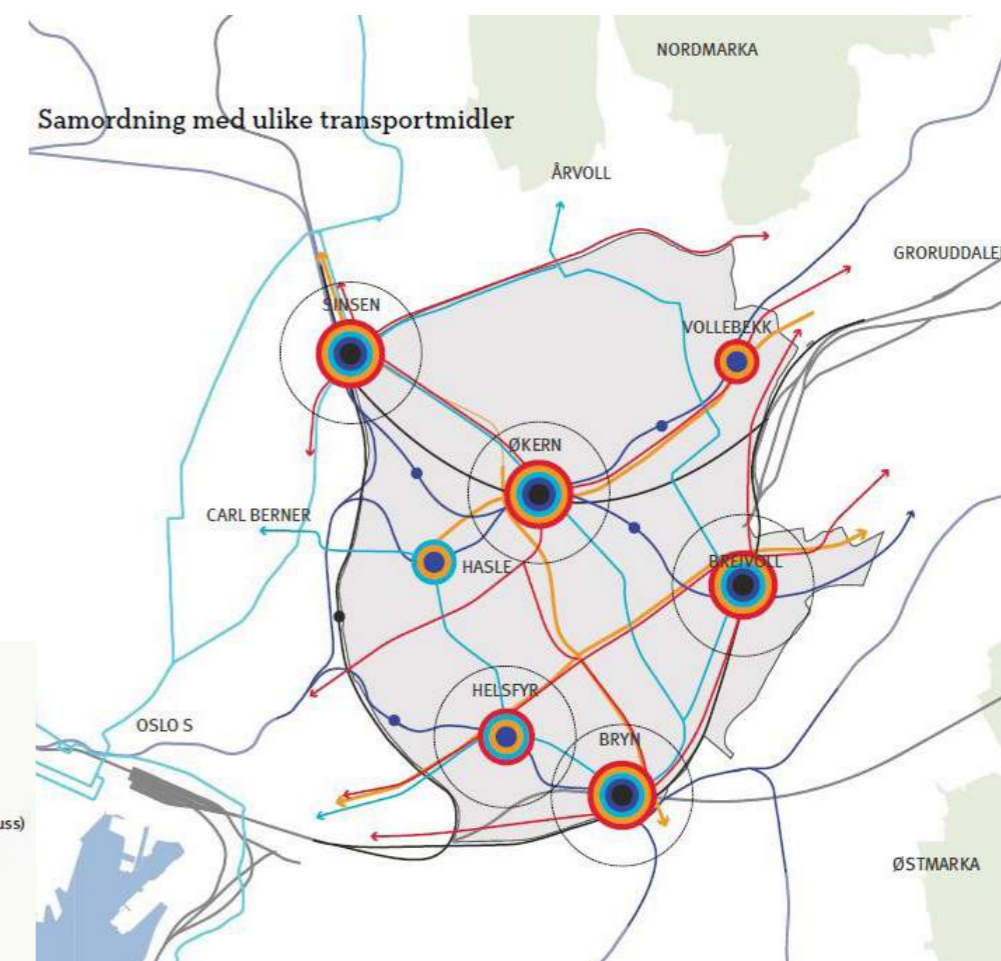 NORDMARKA
Samordning med ulike transportmidler
ÅRVOLL
GRORUDDALE
SINSEN
VOLLEBEKK
ØKERN
CARL BERNER
HASLE
BREIVOLL
HELSFYR
OSLO S
BRYN
uss)
ØSTMARKA